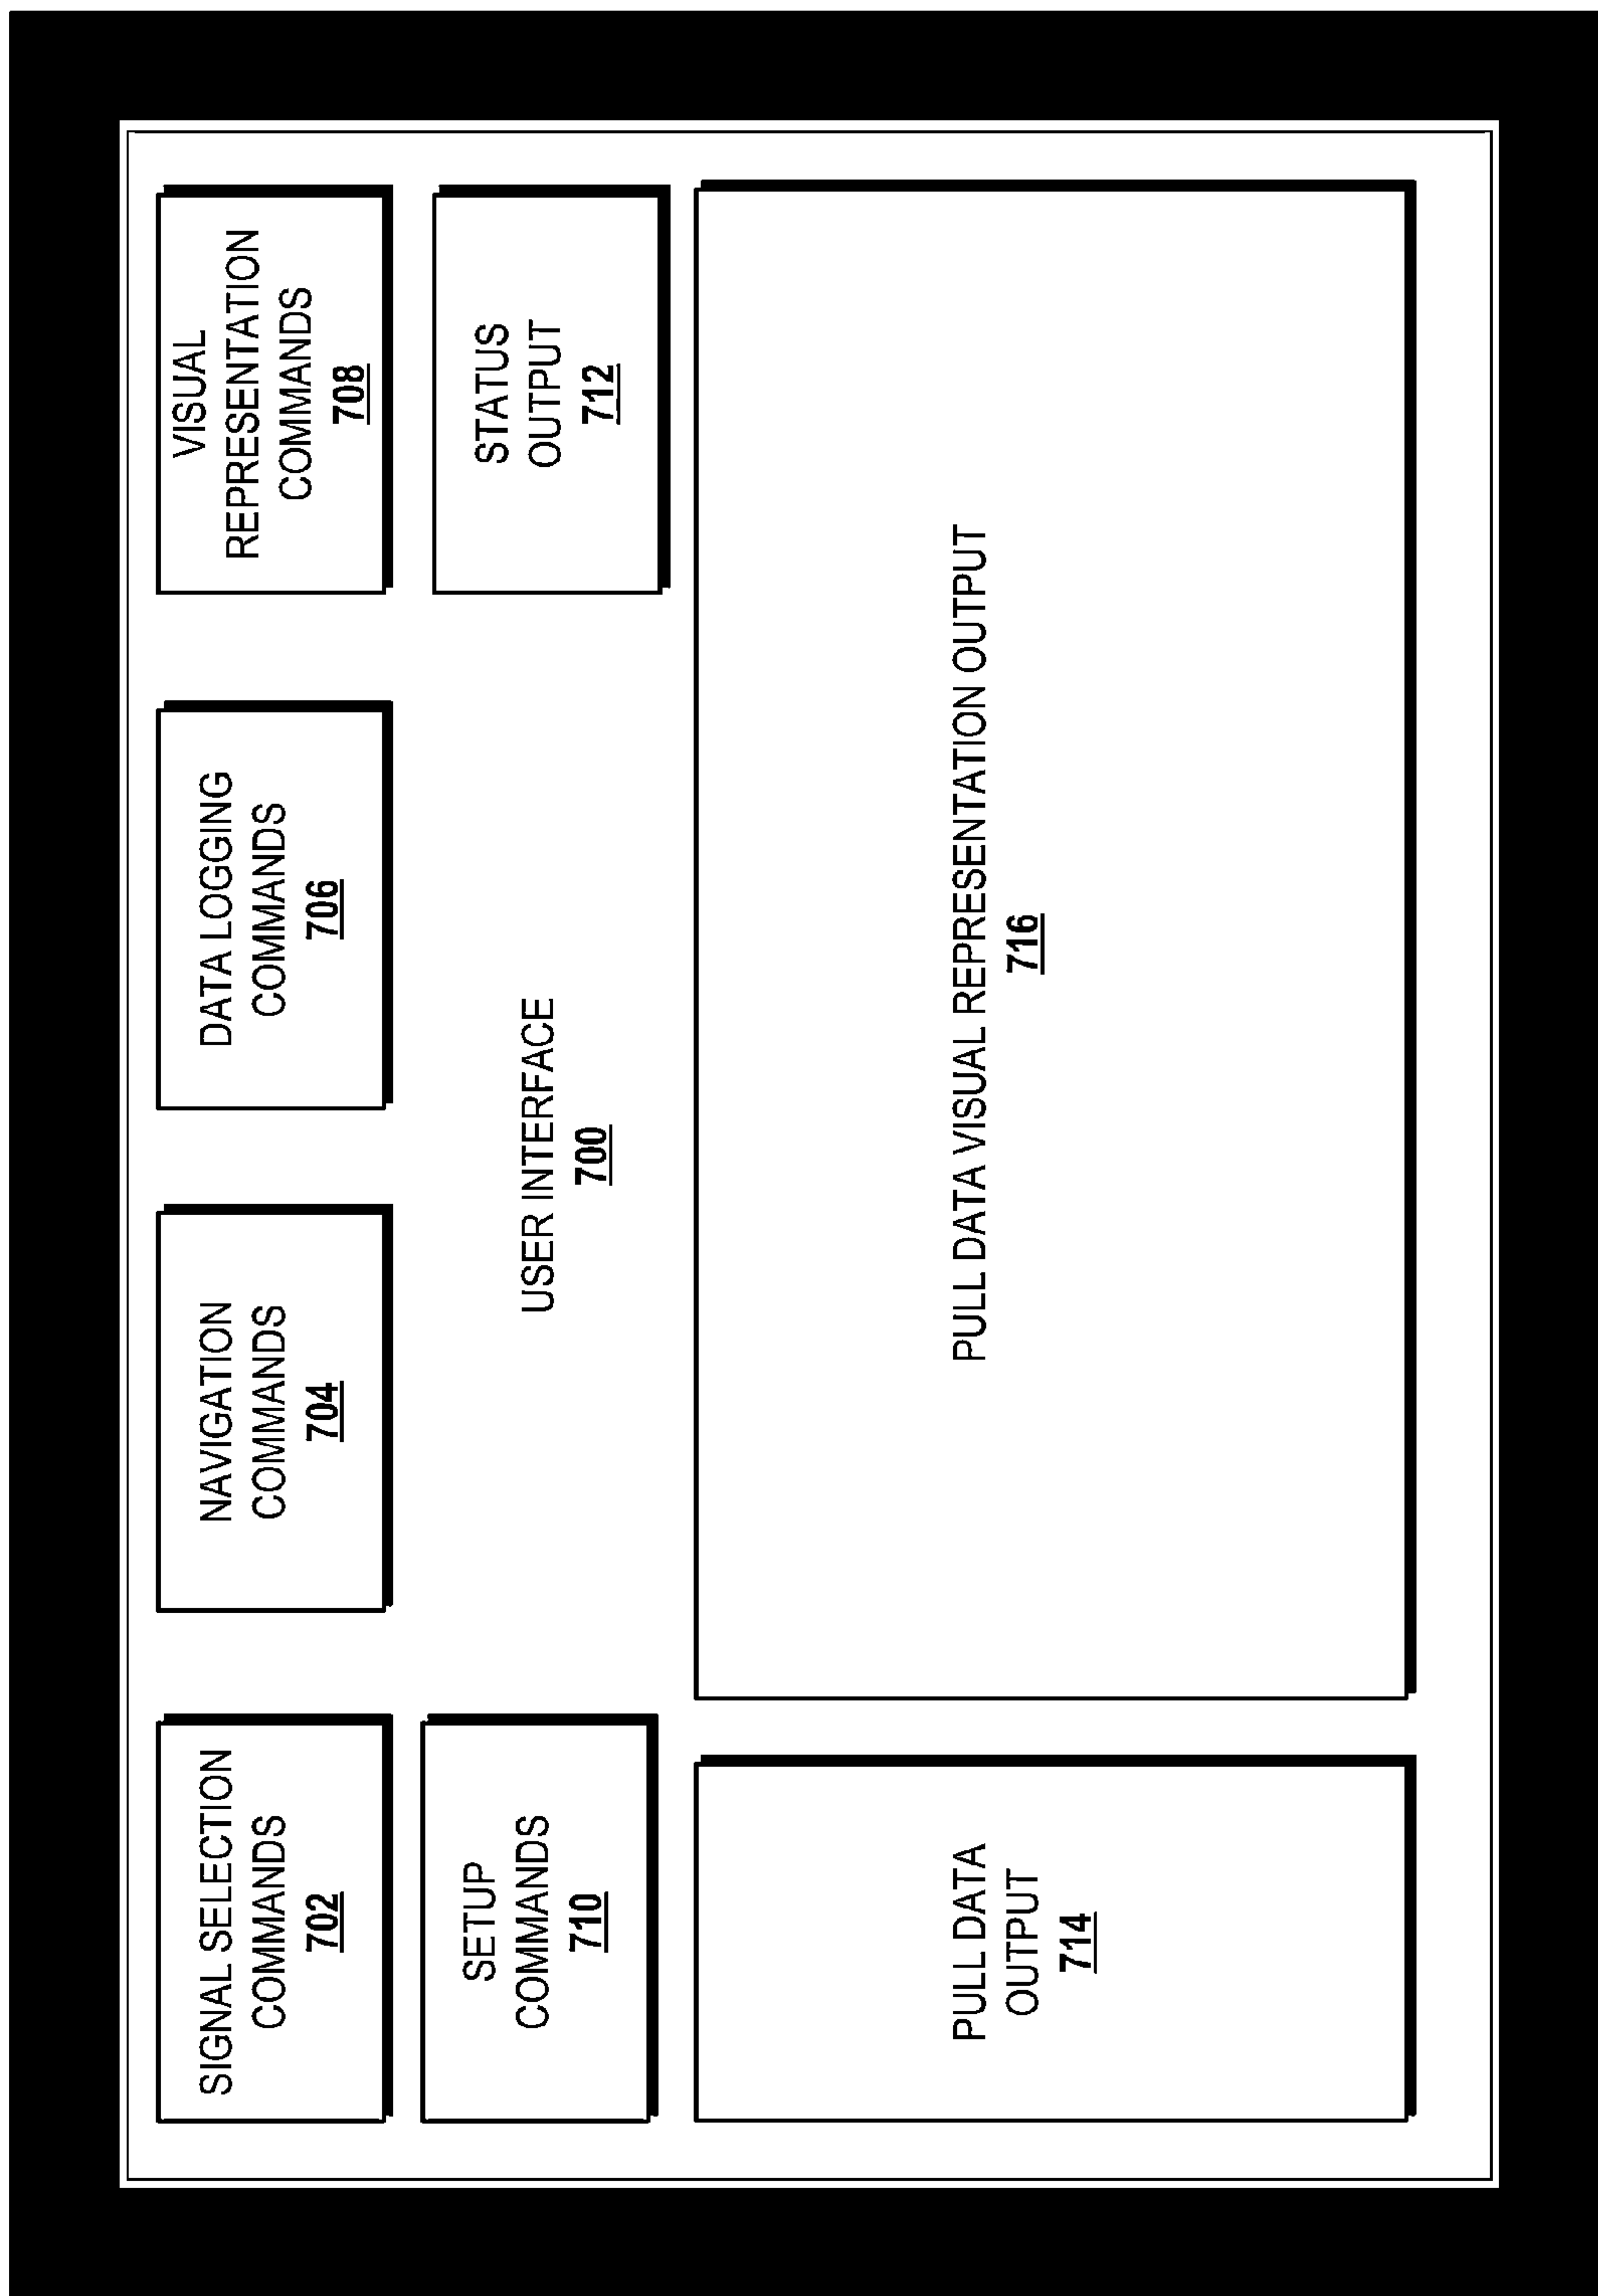 SIGNAL SELECTION
COMMANDS
702
NAVIGATION
COMMANDS
704
DATA LOGGING
COMMANDS
706
VISUAL
REPRESENTATION
COMMANDS
708
SETUP
COMMANDS
710
USER INTERFACE
700
STATUS
OUTPUT
712
PULL DATA
OUTPUT
714
PULL DATA VISUAL REPRESENTATION OUTPUT
716